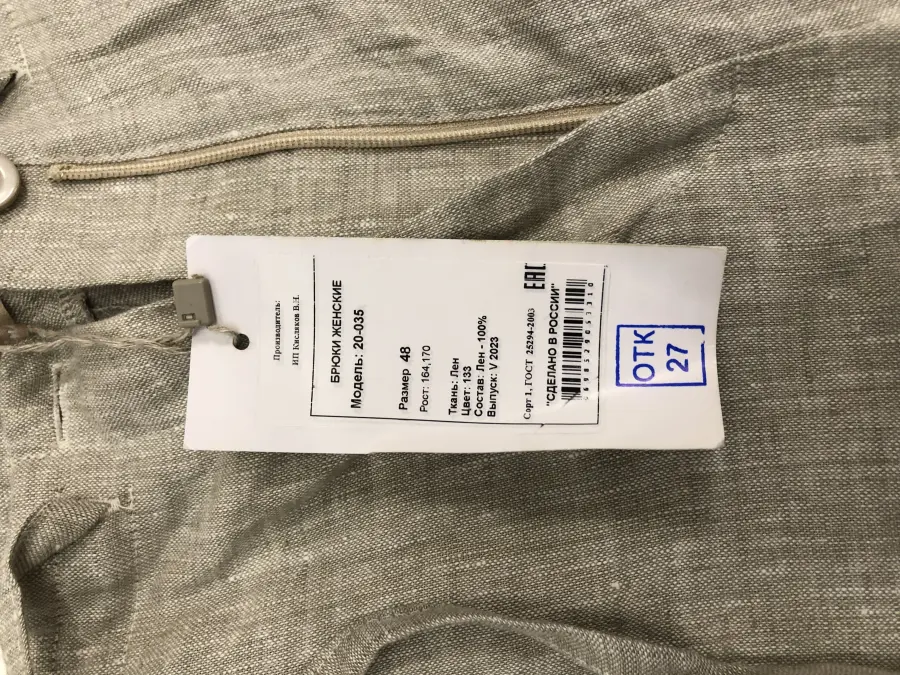 Производитель:
ИП Кисляков В.Н.
БРЮКИ ЖЕНСКИЕ
Модель: 20-035
Размер 48
Рост: 164,170
Ткань: Лен
Цвет: 133
Состав: Лен - 100%
Выпуск: V 2023
Сорт 1, ГОСТ 25294-2003
EAC
"СДЕЛАНО В РОССИИ"
ОТК
27